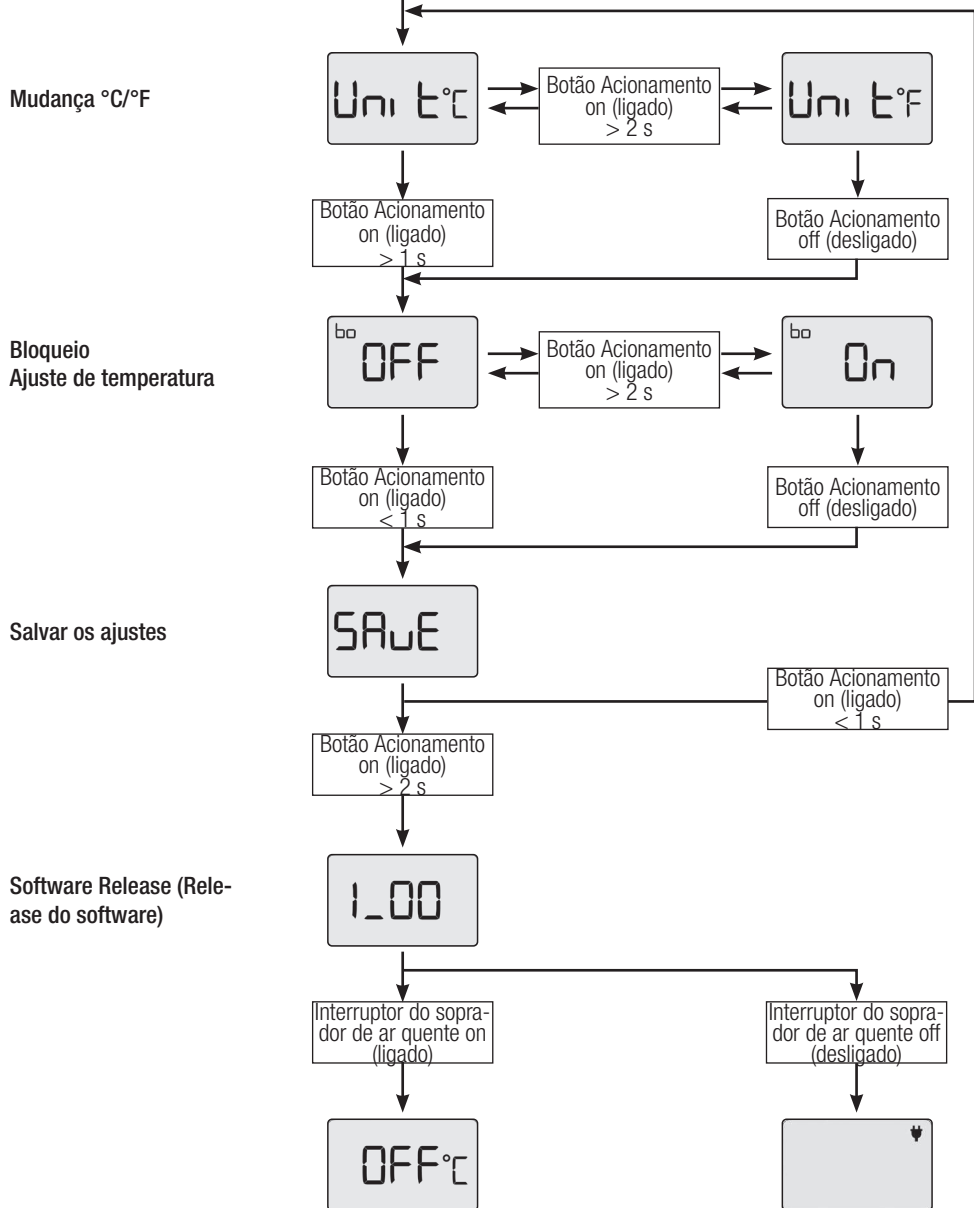 Mudança °C/°F
Unit°C
Botão Acionamento
on (ligado)
> 2 s
Unit°F
Botão Acionamento
on (ligado)
> 1 s
Botão Acionamento
off (desligado)
Bloqueio
Ajuste de temperatura
bo
OFF
Botão Acionamento
on (ligado)
> 2 s
bo
On
Botão Acionamento
on (ligado)
< 1 s
Botão Acionamento
off (desligado)
Salvar os ajustes
SAvE
Botão Acionamento
on (ligado)
< 1 s
Botão Acionamento
on (ligado)
> 2 s
Software Release (Rele-
ase do software)
1_00
Interruptor do sopra-
dor de ar quente on
(ligado)
Interruptor do sopra-
dor de ar quente off
(desligado)
OFF°C